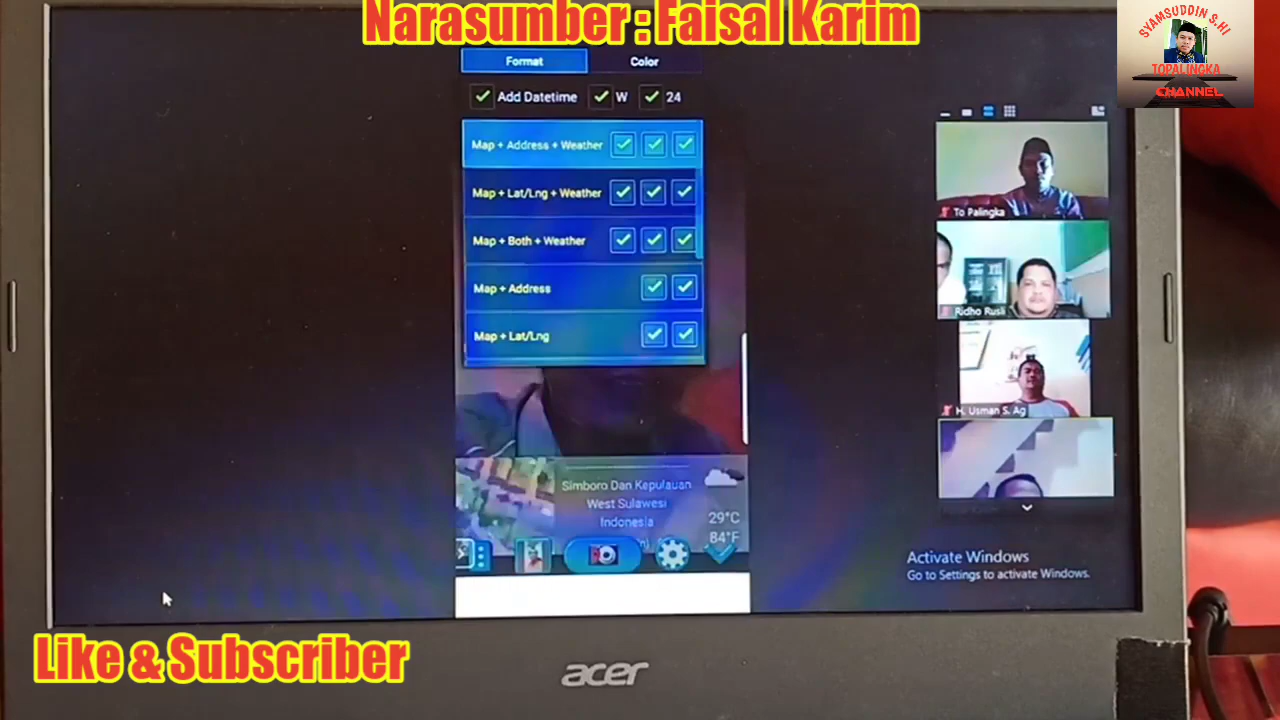 Narasumber : Faisal Karim
SYAMSUDDIN S.HI
TOPALINGKA
CHANNEL
Format
Color
Add Datetime
W
24
Map + Address + Weather
Map + Lat/Lng + Weather
Map + Both + Weather
Map + Address
Map + Lat/Lng
To Palingka
Ridho Rusli
H. Usman S. Ag
Simboro Dan Kepulauan
West Sulawesi
Indonesia
29°C
84°F
Activate Windows
Go to Settings to activate Windows.
Like & Subscriber
acer